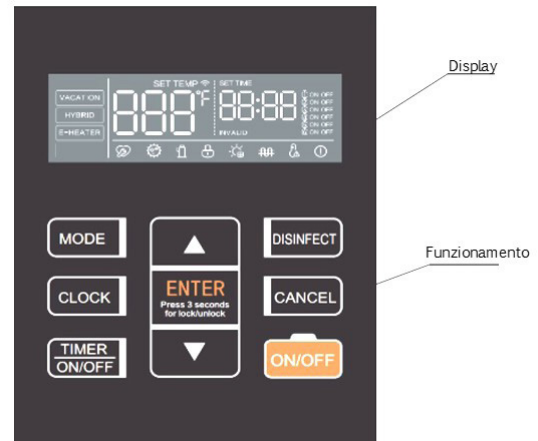 Display
SET TEMP SET TIME
VACATION
HYBRID
E-HEATER
888 °F 88:88
INVALID
ON OFF
ON OFF
ON OFF
ON OFF
ON OFF
ON OFF
MODE
DISINFECT
Funzionamento
CLOCK
ENTER
Press 3 seconds
for lock/unlock
CANCEL
TIMER
ON/OFF
ON/OFF